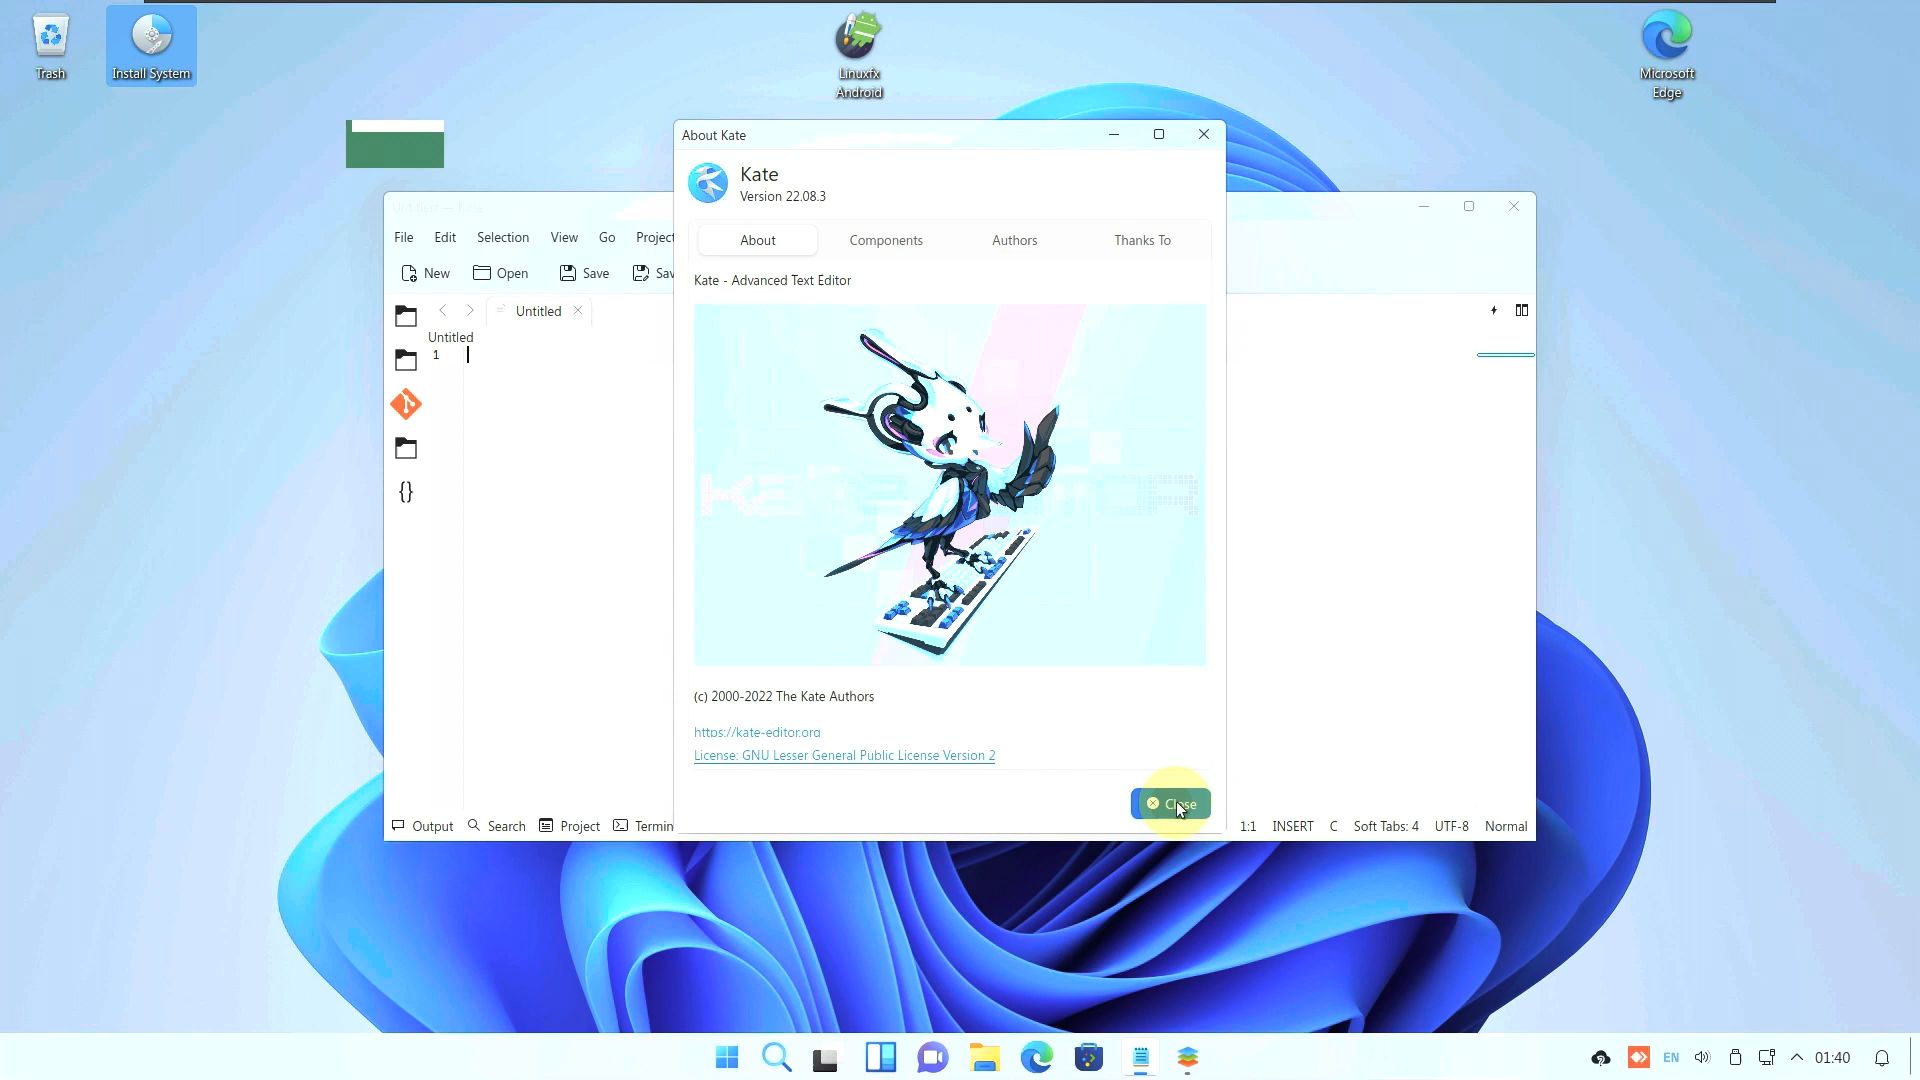 Trash
Install System
Linuxfx
Android
Microsoft
Edge
About Kate
Kate
Version 22.08.3
About
Components
Authors
Thanks To
Kate - Advanced Text Editor
(c) 2000-2022 The Kate Authors
https://kate-editor.org
License: GNU Lesser General Public License Version 2
Close
File
Edit
Selection
View
Go
Project
New
Open
Save
Sav
Untitled
Untitled
1
{}
Output
Search
Project
Termin
1:1
INSERT
C
Soft Tabs: 4
UTF-8
Normal
EN
01:40